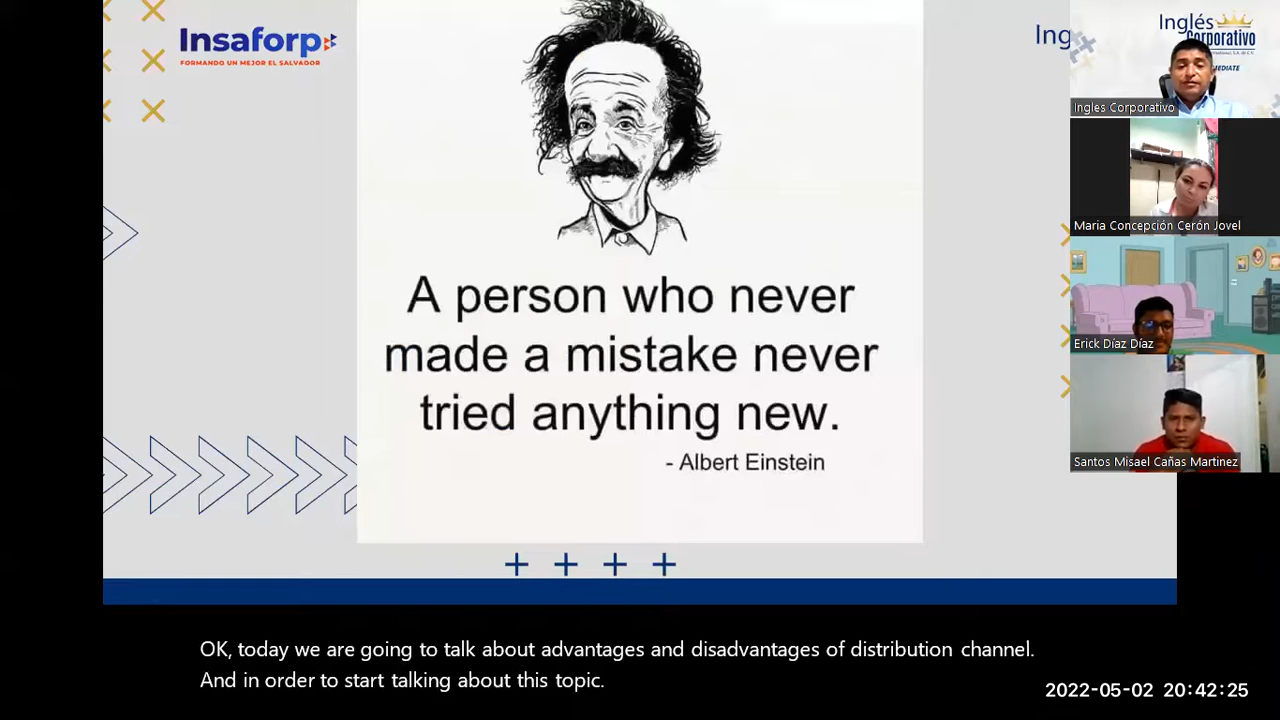 Insaforp
FORMANDO UN MEJOR EL SALVADOR
A person who never
made a mistake never
tried anything new.
- Albert Einstein
Ing
Inglés
Corporativo
Ingles Corporativo
Maria Concepción Cerón Jovel
Erick Díaz Díaz
Santos Misael Cañas Martinez
OK, today we are going to talk about advantages and disadvantages of distribution channel.
And in order to start talking about this topic.
2022-05-02 20:42:25